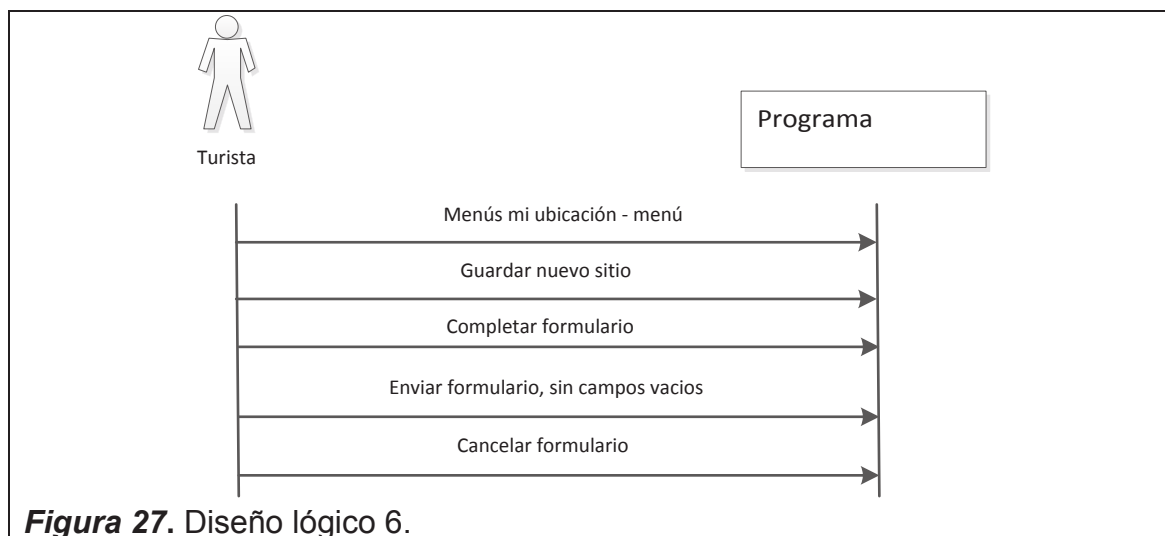 Turista
Programa
Menús mi ubicación - menú
Guardar nuevo sitio
Completar formulario
Enviar formulario, sin campos vacios
Cancelar formulario
Figura 27. Diseño lógico 6.